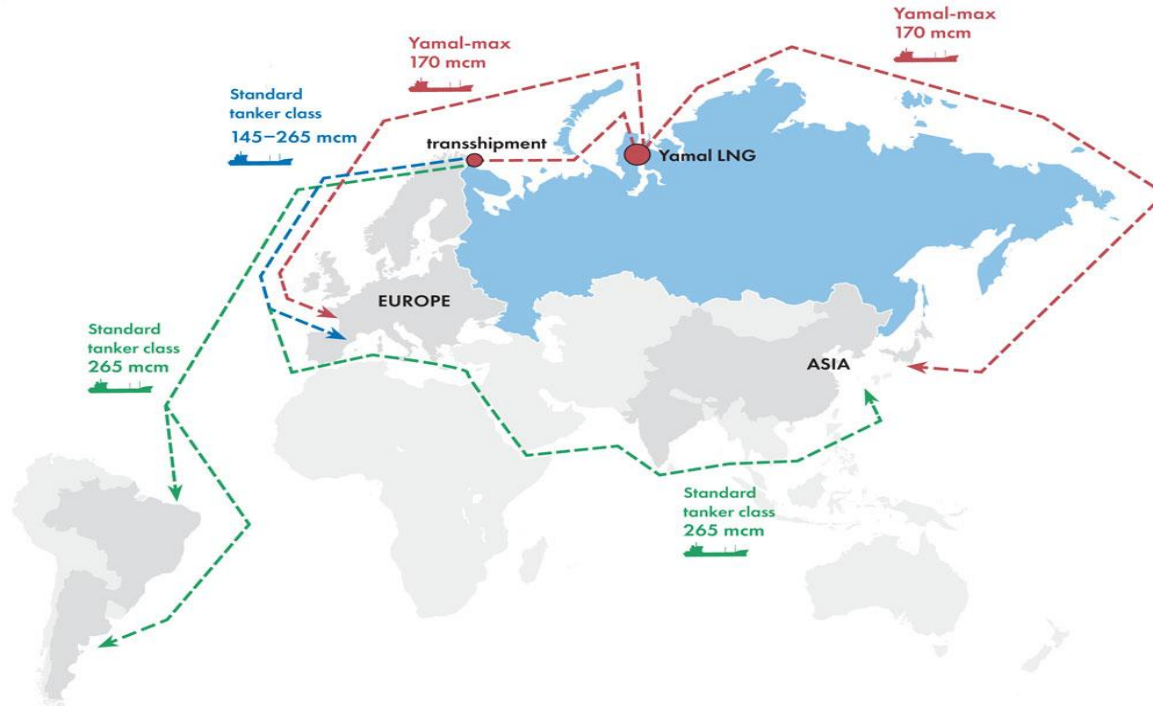 Yamal-max
170 mcm
Yamal-max
170 mcm
Standard
tanker class
145–265 mcm
transshipment
Yamal LNG
EUROPE
Standard
tanker class
265 mcm
ASIA
Standard
tanker class
265 mcm